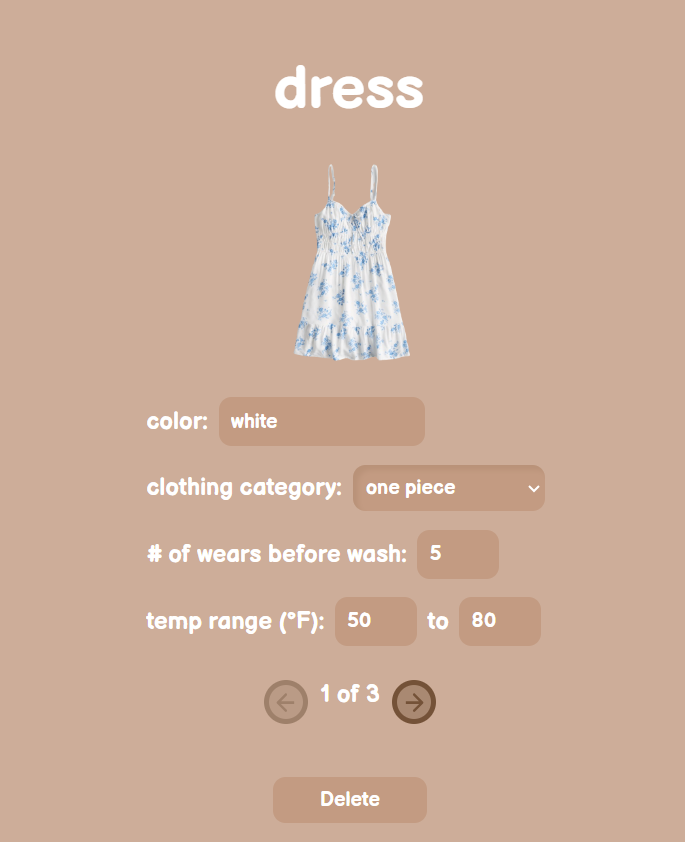 dress
color: white
clothing category: one piece
# of wears before wash: 5
temp range (°F): 50 to 80
1 of 3
Delete